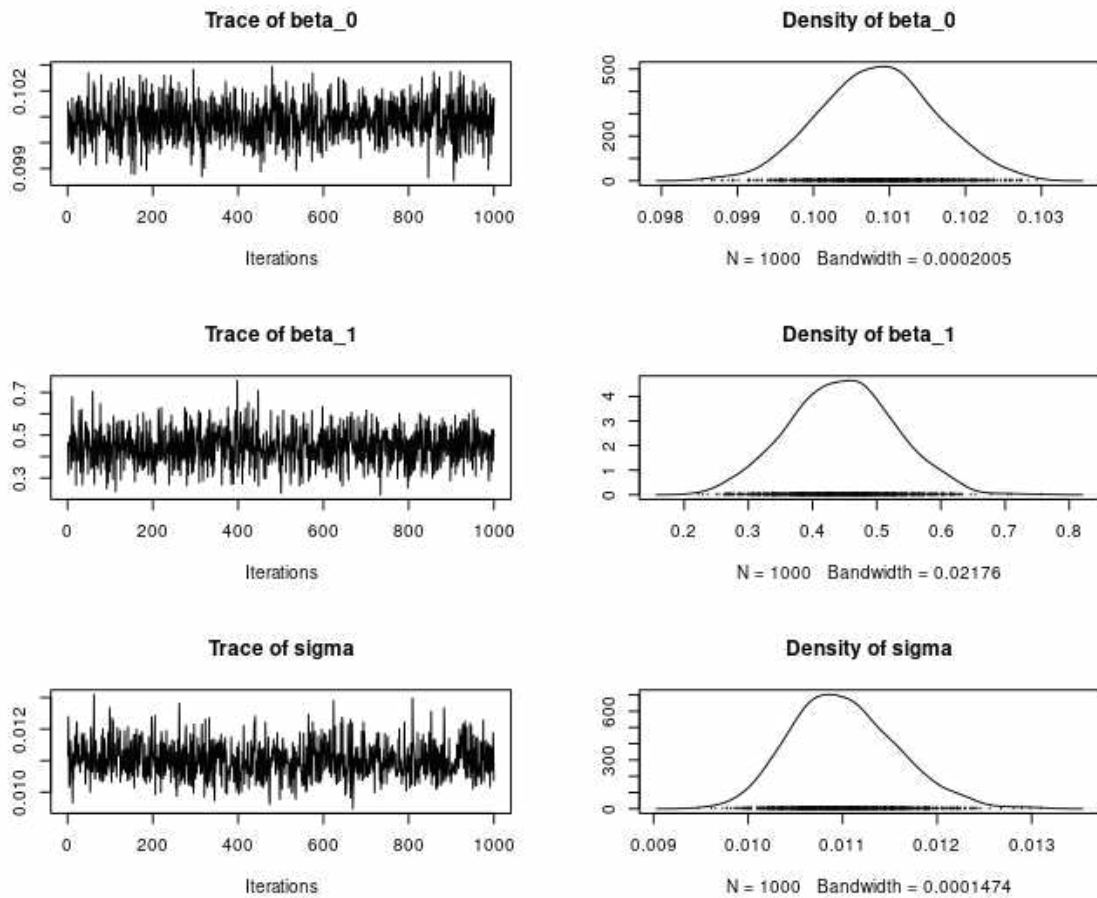 Trace of beta_0
0.102
0.099
0 200 400 600 800 1000
Iterations
Density of beta_0
500
200
0
0.098 0.099 0.100 0.101 0.102 0.103
N = 1000 Bandwidth = 0.0002005
Trace of beta_1
0.7
0.5
0.3
0 200 400 600 800 1000
Iterations
Density of beta_1
4
3
2
1
0
0.2 0.3 0.4 0.5 0.6 0.7 0.8
N = 1000 Bandwidth = 0.02176
Trace of sigma
0.012
0.010
0 200 400 600 800 1000
Iterations
Density of sigma
600
300
0
0.009 0.010 0.011 0.012 0.013
N = 1000 Bandwidth = 0.0001474